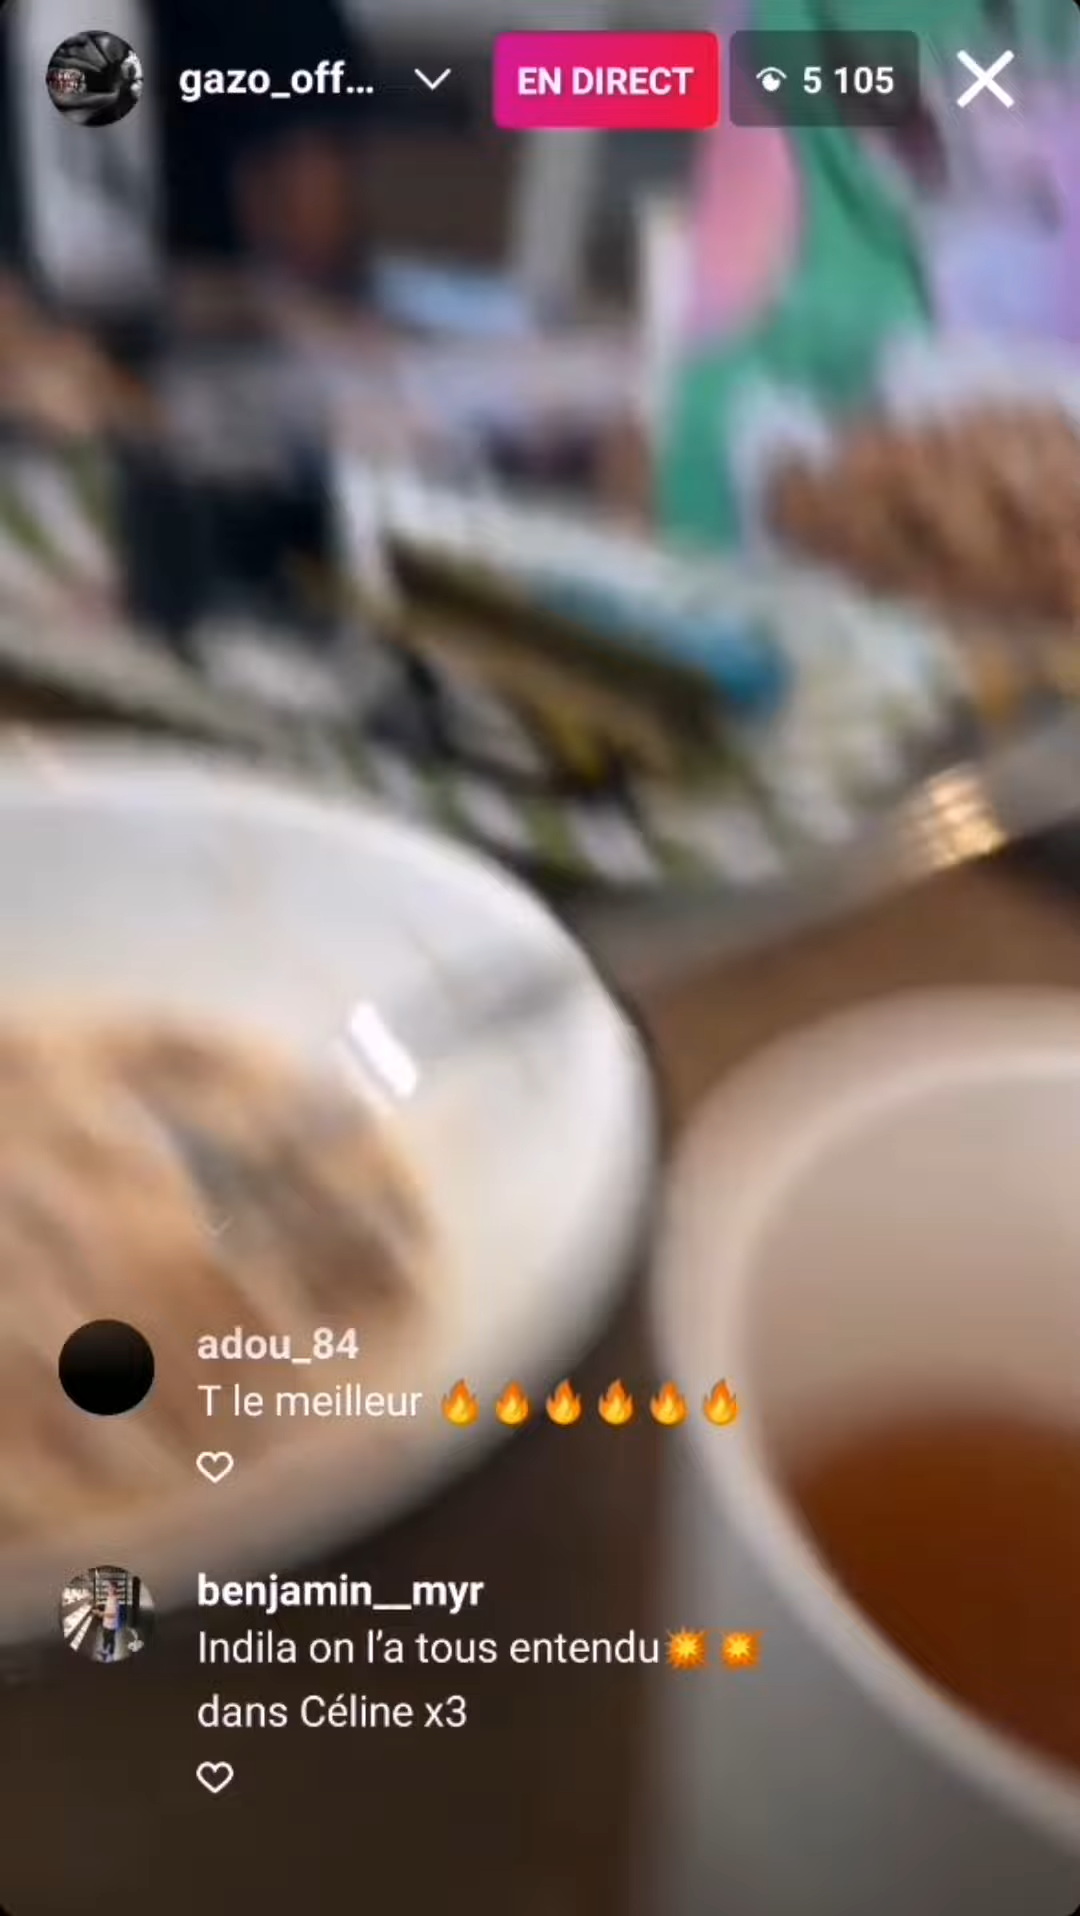 gazo_off... EN DIRECT 5 105
adou_84
T le meilleur 🔥🔥🔥🔥🔥🔥
benjamin__myr
Indila on l’a tous entendu💥💥
dans Céline x3